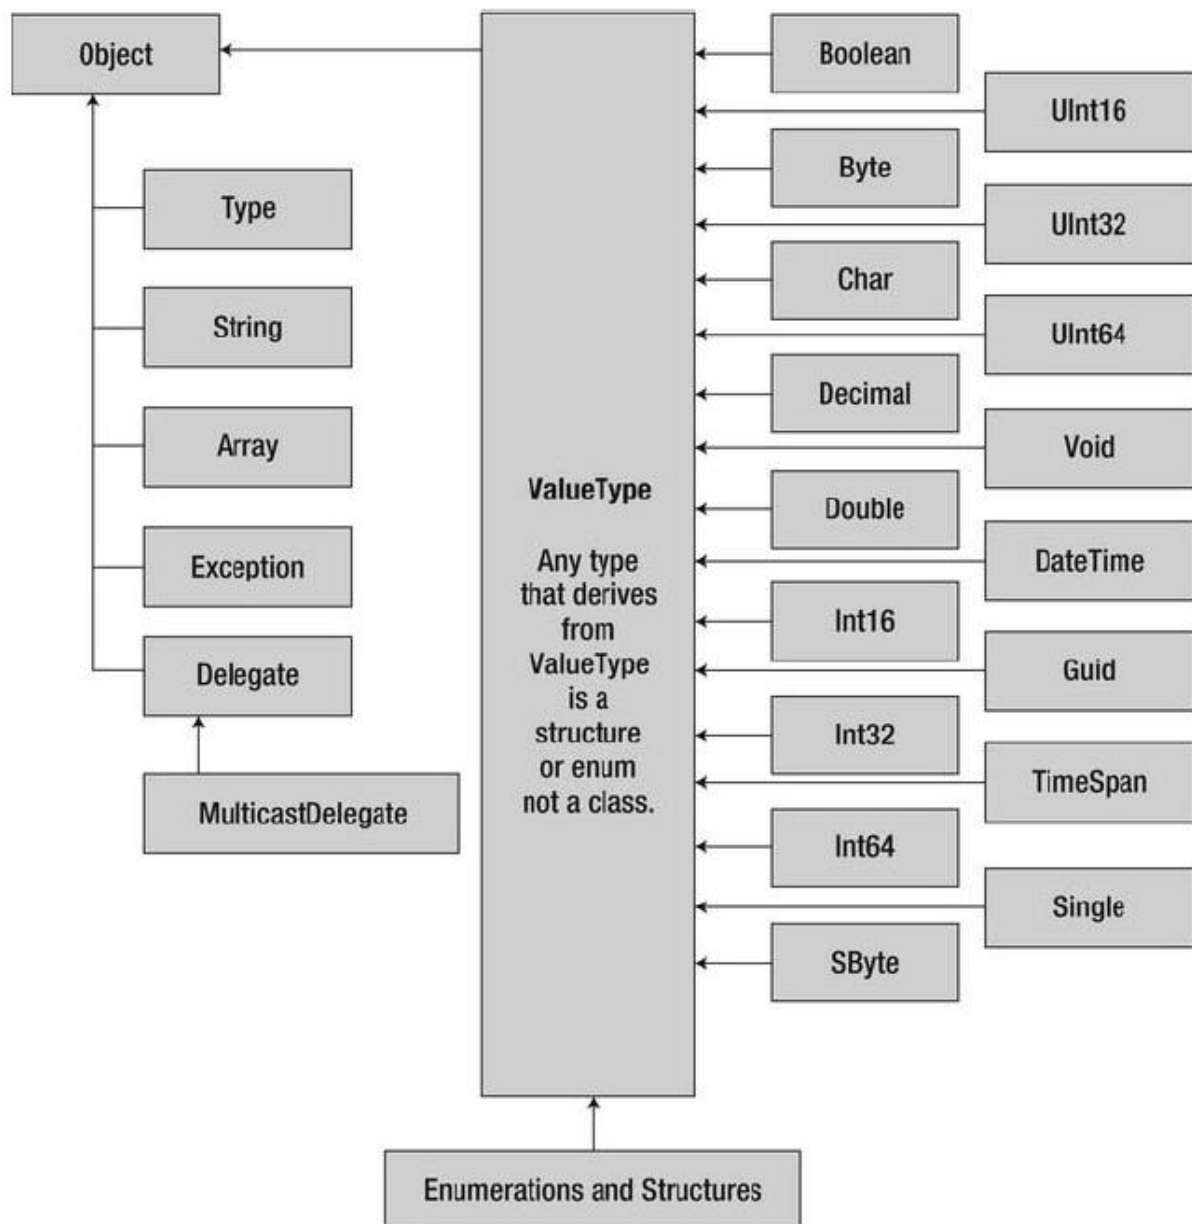 Object
Type
String
Array
Exception
Delegate
MulticastDelegate
ValueType
Any type
that derives
from
ValueType
is a
structure
or enum
not a class.
Boolean
UInt16
Byte
UInt32
Char
UInt64
Decimal
Void
Double
DateTime
Int16
Guid
Int32
TimeSpan
Int64
Single
SByte
Enumerations and Structures